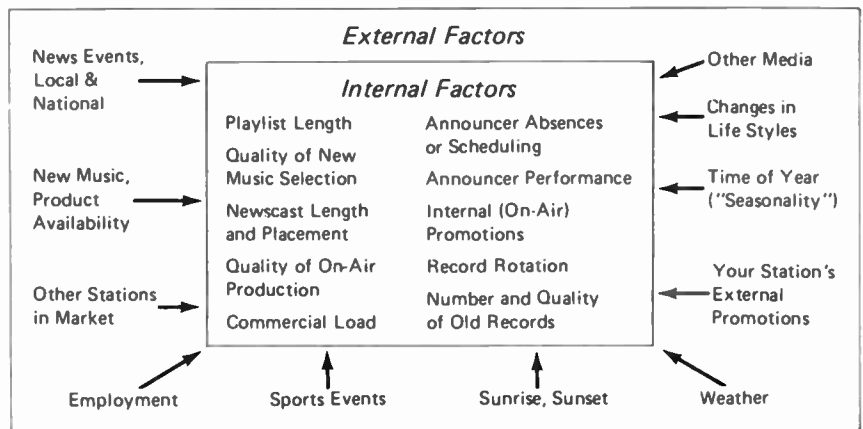 External Factors
News Events,
Local &
National
New Music,
Product
Availability
Other Stations
in Market
Internal Factors
Playlist Length
Quality of New
Music Selection
Newscast Length
and Placement
Quality of On-Air
Production
Commercial Load
Announcer Absences
or Scheduling
Announcer Performance
Internal (On-Air)
Promotions
Record Rotation
Number and Quality
of Old Records
Other Media
Changes in
Life Styles
Time of Year
("Seasonality")
Your Station's
External
Promotions
Employment
Sports Events
Sunrise, Sunset
Weather